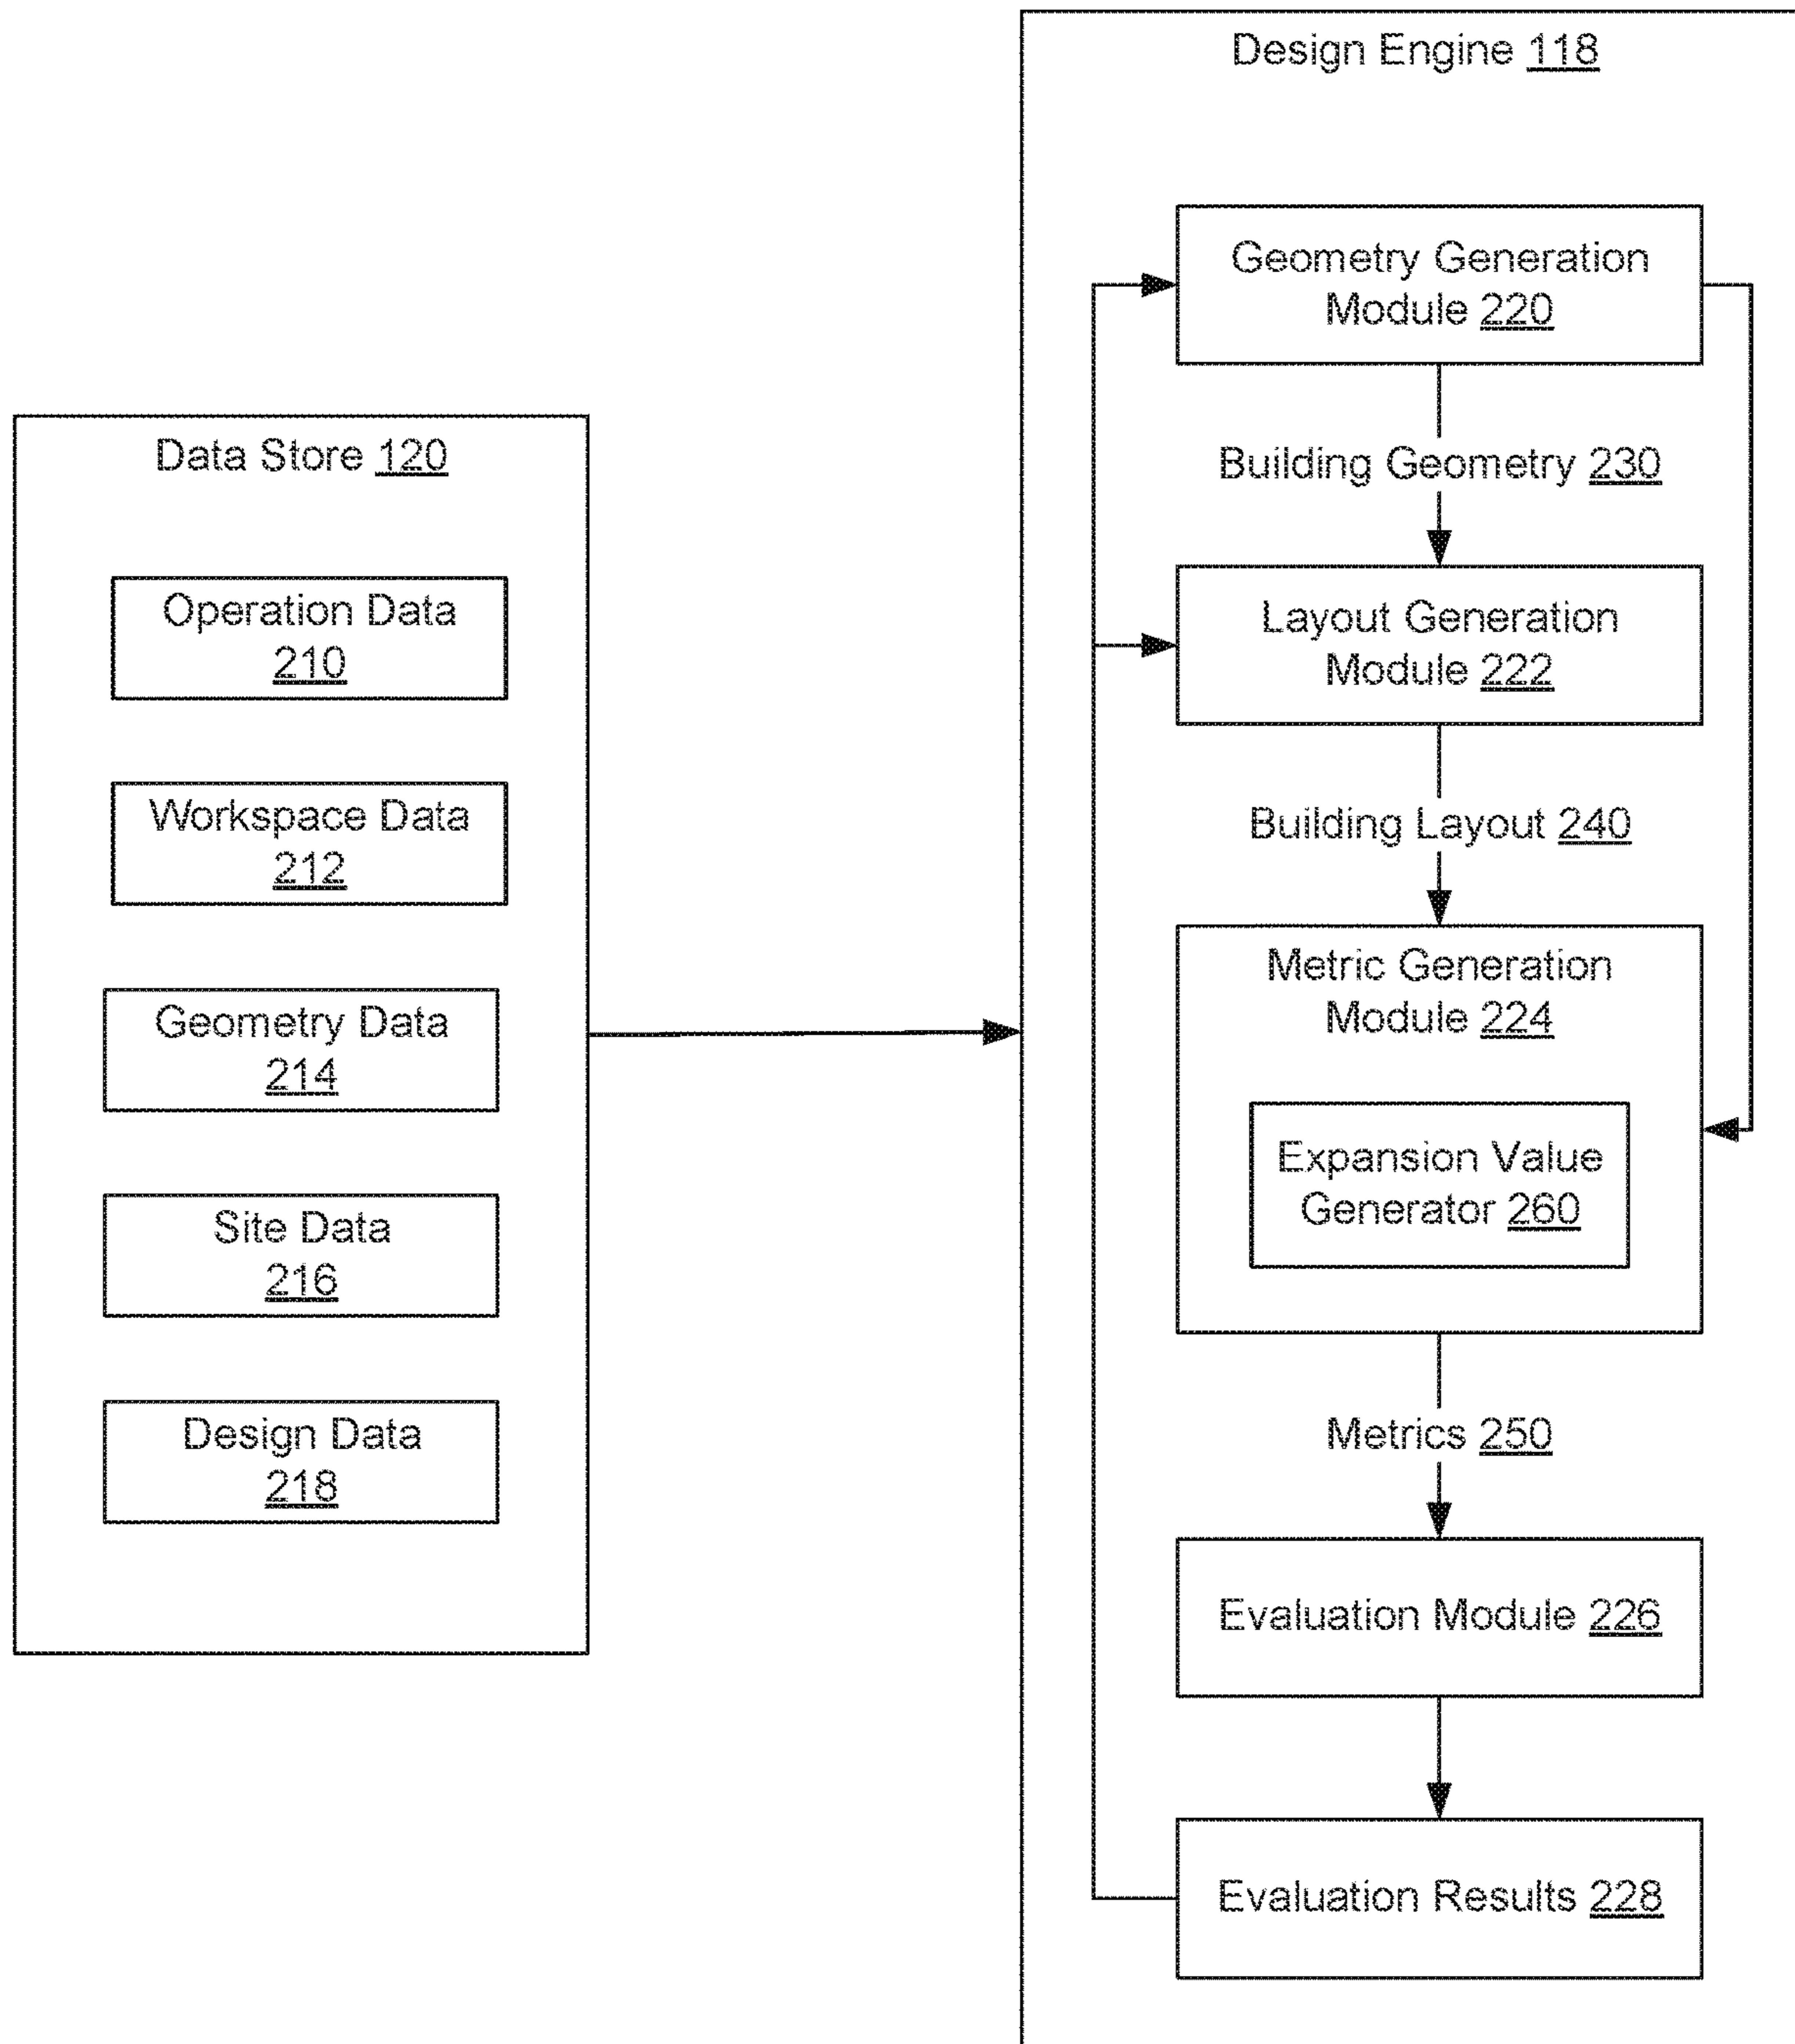 Design Engine 118
Geometry Generation
Module 220
Building Geometry 230
Layout Generation
Module 222
Building Layout 240
Metric Generation
Module 224
Expansion Value
Generator 260
Metrics 250
Evaluation Module 226
Evaluation Results 228
Data Store 120
Operation Data
210
Workspace Data
212
Geometry Data
214
Site Data
216
Design Data
218